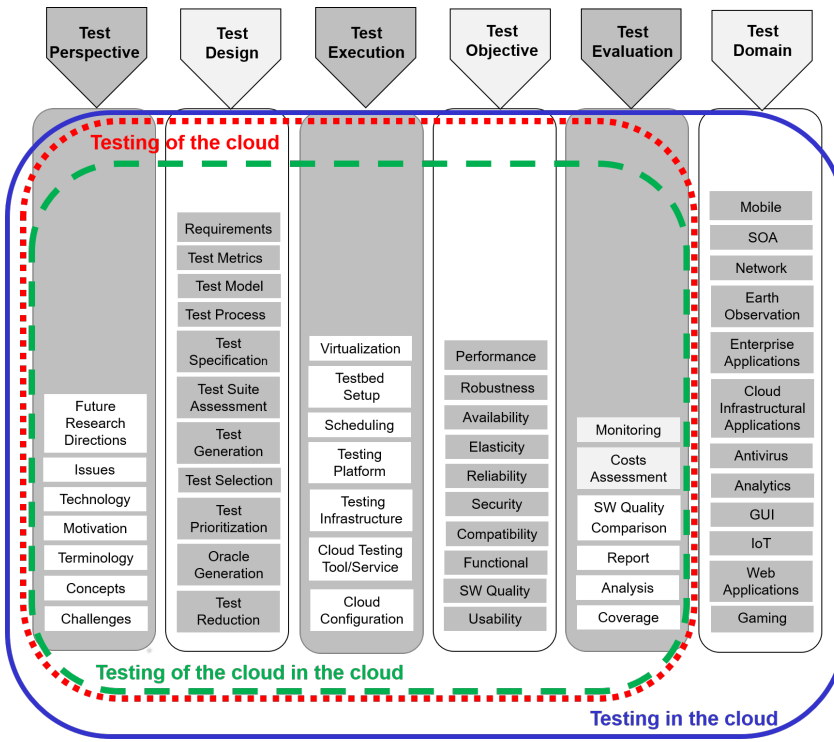 Test
Perspective
Test
Design
Test
Execution
Test
Objective
Test
Evaluation
Test
Domain
Testing of the cloud
Future
Research
Directions
Issues
Technology
Motivation
Terminology
Concepts
Challenges
Requirements
Test Metrics
Test Model
Test Process
Test
Specification
Test Suite
Assessment
Test
Generation
Test Selection
Test
Prioritization
Oracle
Generation
Test
Reduction
Virtualization
Testbed
Setup
Scheduling
Testing
Platform
Testing
Infrastructure
Cloud Testing
Tool/Service
Cloud
Configuration
Performance
Robustness
Availability
Elasticity
Reliability
Security
Compatibility
Functional
SW Quality
Usability
Monitoring
Costs
Assessment
SW Quality
Comparison
Report
Analysis
Coverage
Mobile
SOA
Network
Earth
Observation
Enterprise
Applications
Cloud
Infrastructural
Applications
Antivirus
Analytics
GUI
IoT
Web
Applications
Gaming
Testing of the cloud in the cloud
Testing in the cloud